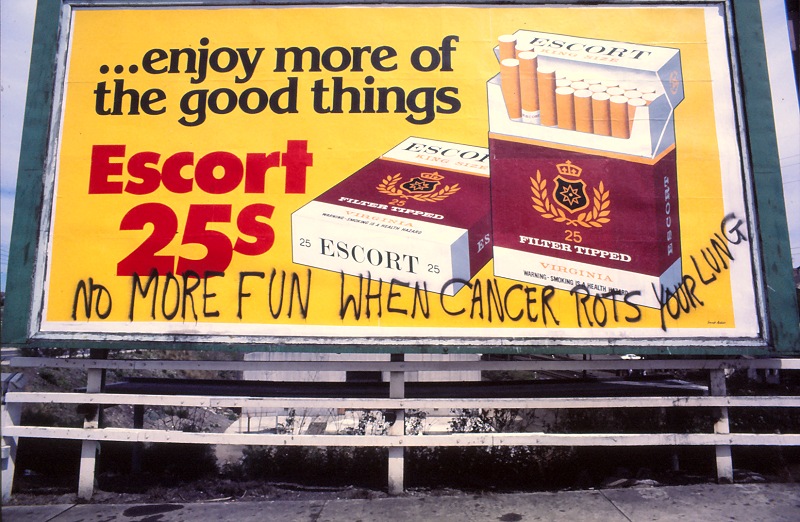 ...enjoy more of
the good things
Escort
25s
ESCORT
KING SIZE
25
FILTER TIPPED
VIRGINIA
WARNING-SMOKING IS A HEALTH HAZARD
25 ESCORT 25
ES
ESCORT
KING SIZE
25
FILTER TIPPED
VIRGINIA
WARNING-SMOKING IS A HEALTH HAZARD
ESCORT
NO MORE FUN WHEN CANCER ROTS YOUR LUNG